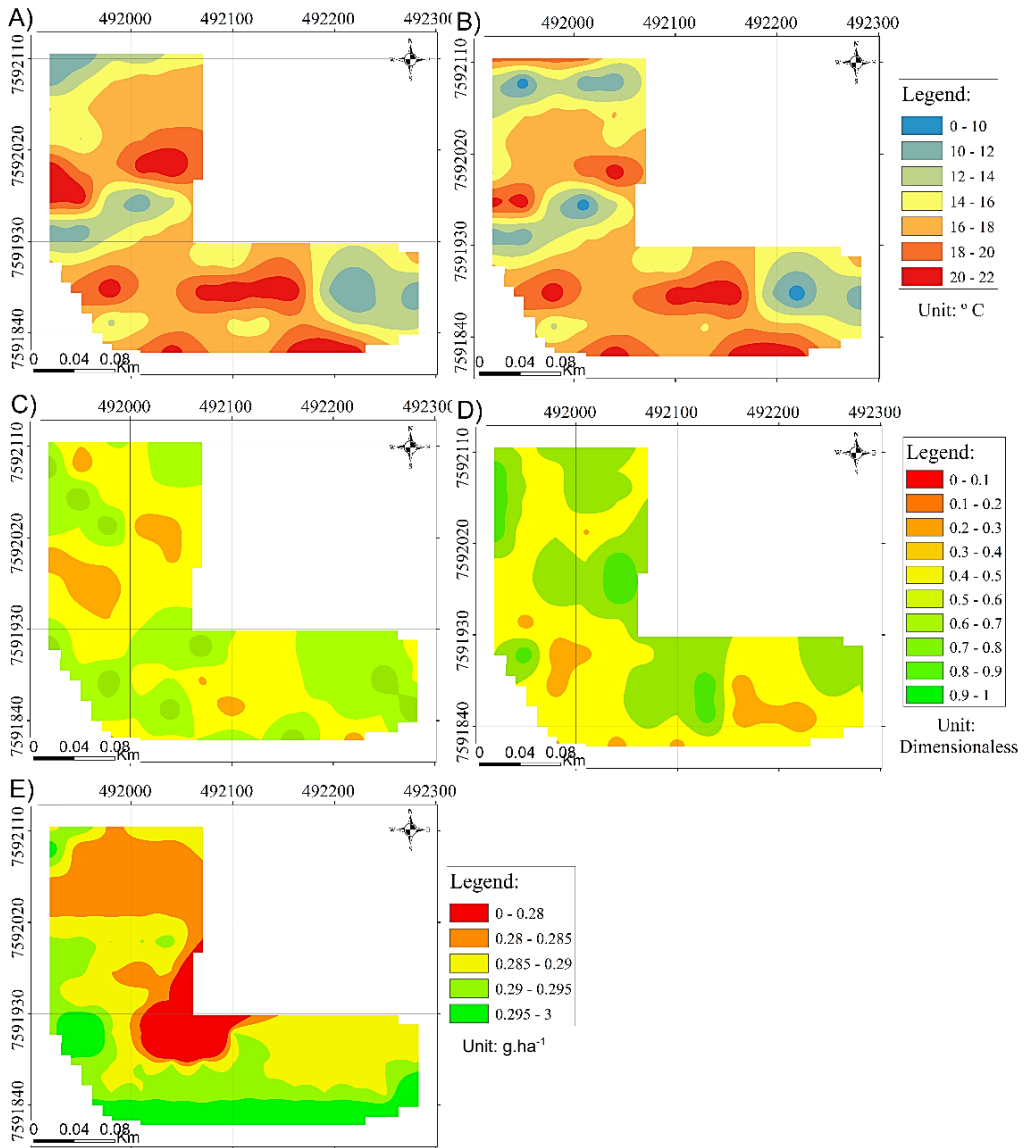 A)
492000 492100 492200 492300
7592110
7592020
7591930
7591840
0 0.04 0.08
Km
N
W
B)
492000 492100 492200 492300
7592110
7592020
7591930
7591840
0 0.04 0.08
Km
N
W
Legend:
0 - 10
10 - 12
12 - 14
14 - 16
16 - 18
18 - 20
20 - 22
Unit: º C
C)
492000 492100 492200 492300
7592110
7592020
7591930
7591840
0 0.04 0.08
Km
N
W
D)
492000 492100 492200 492300
7592110
7592020
7591930
7591840
0 0.04 0.08
Km
N
W
Legend:
0 - 0.1
0.1 - 0.2
0.2 - 0.3
0.3 - 0.4
0.4 - 0.5
0.5 - 0.6
0.6 - 0.7
0.7 - 0.8
0.8 - 0.9
0.9 - 1
Unit:
Dimensionaless
E)
492000 492100 492200 492300
7592110
7592020
7591930
7591840
0 0.04 0.08
Km
N
W
Legend:
0 - 0.28
0.28 - 0.285
0.285 - 0.29
0.29 - 0.295
0.295 - 3
Unit: g.ha⁻¹